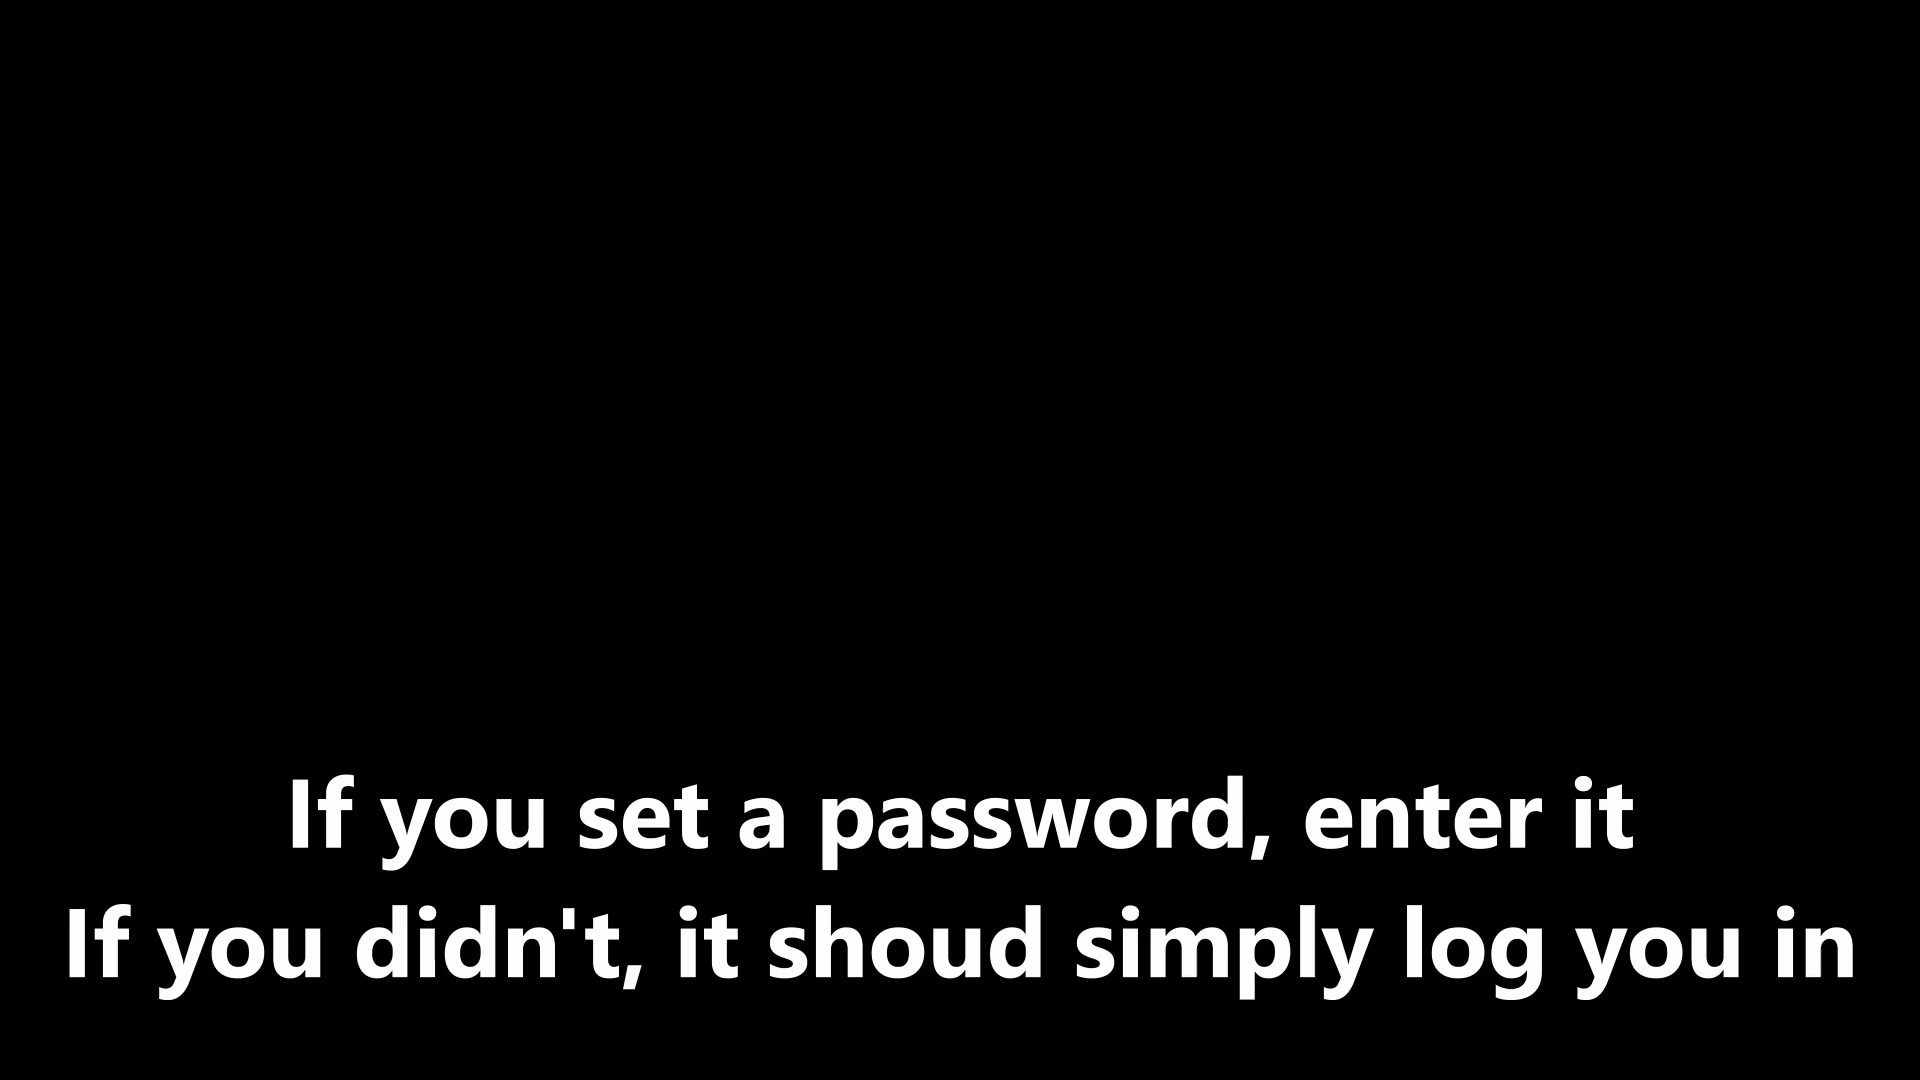 If you set a password, enter it
If you didn't, it shoud simply log you in